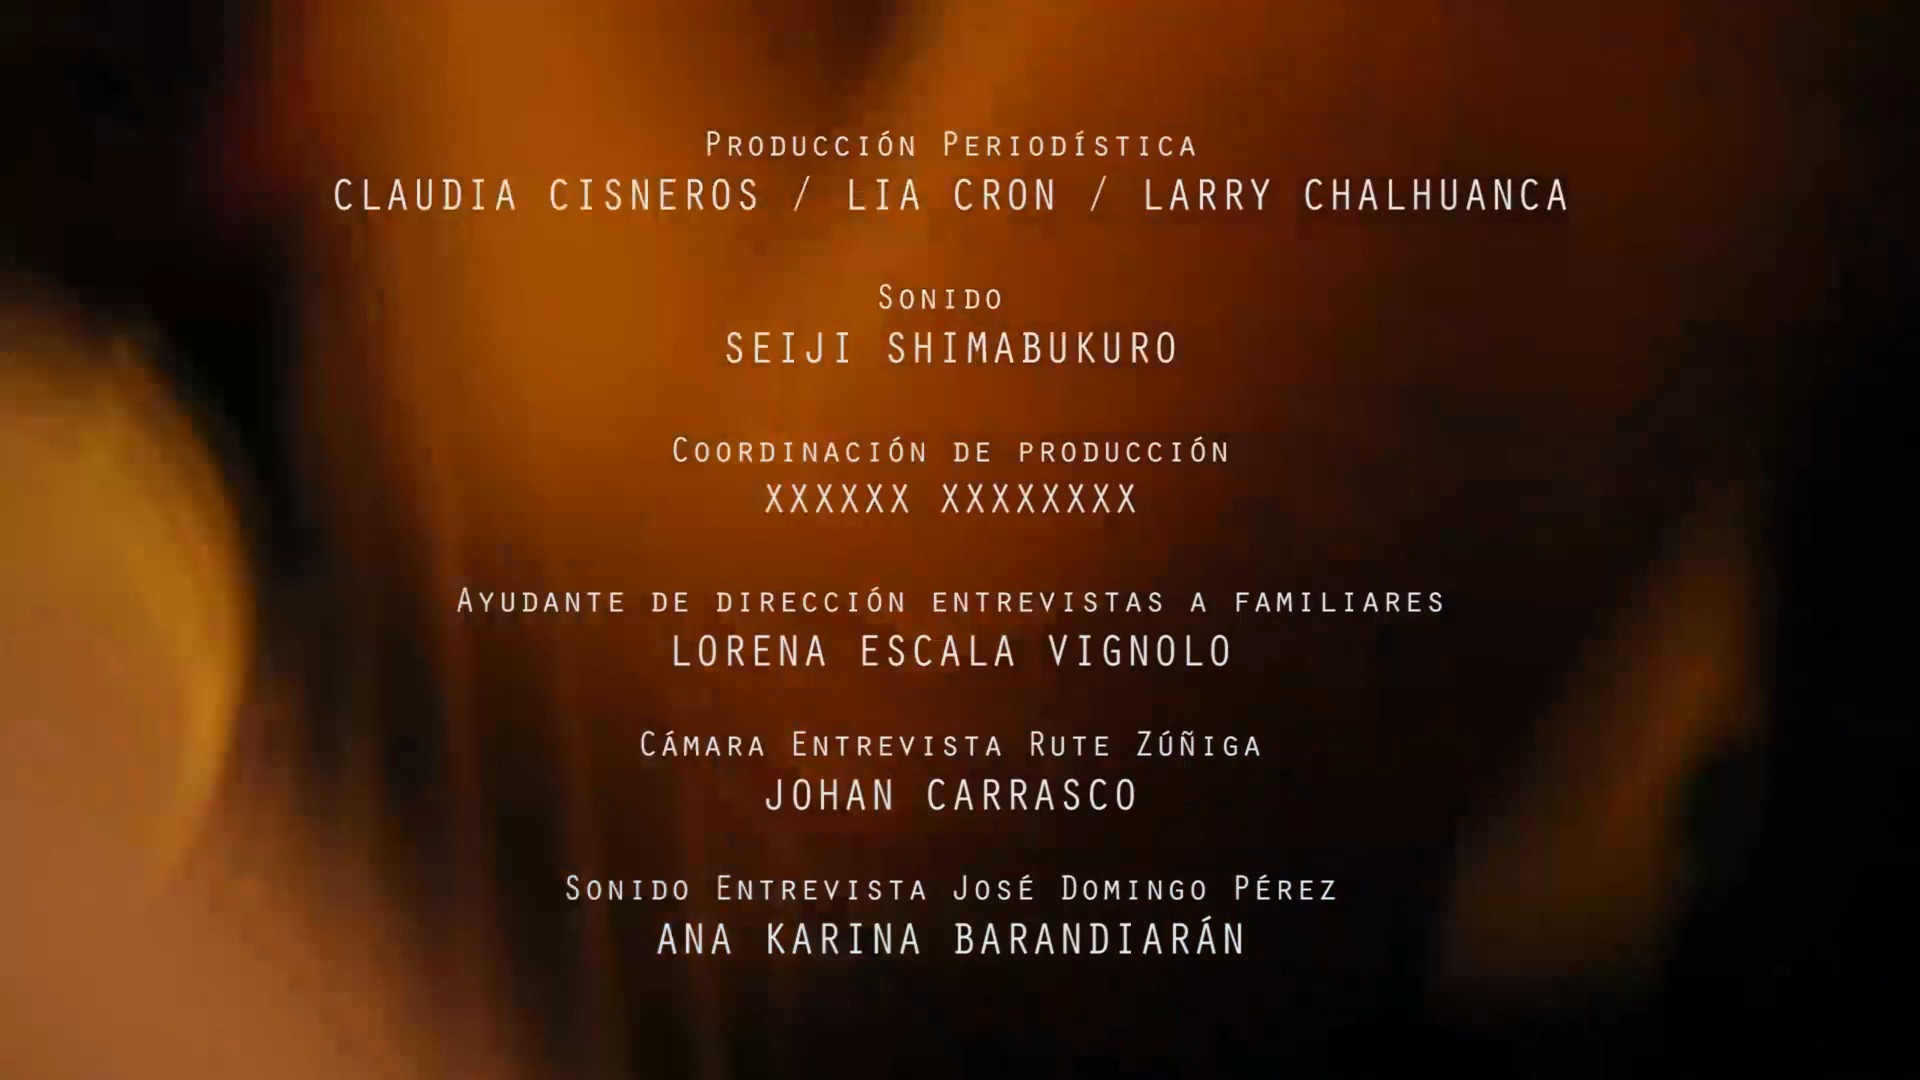 Producción Periodística
CLAUDIA CISNEROS / LIA CRON / LARRY CHALHUANCA
Sonido
SEIJI SHIMABUKURO
Coordinación de producción
XXXXXX XXXXXXXX
Ayudante de dirección entrevistas a familiares
LORENA ESCALA VIGNOLO
Cámara Entrevista Rute Zúñiga
JOHAN CARRASCO
Sonido Entrevista José Domingo Pérez
ANA KARINA BARANDIARÁN